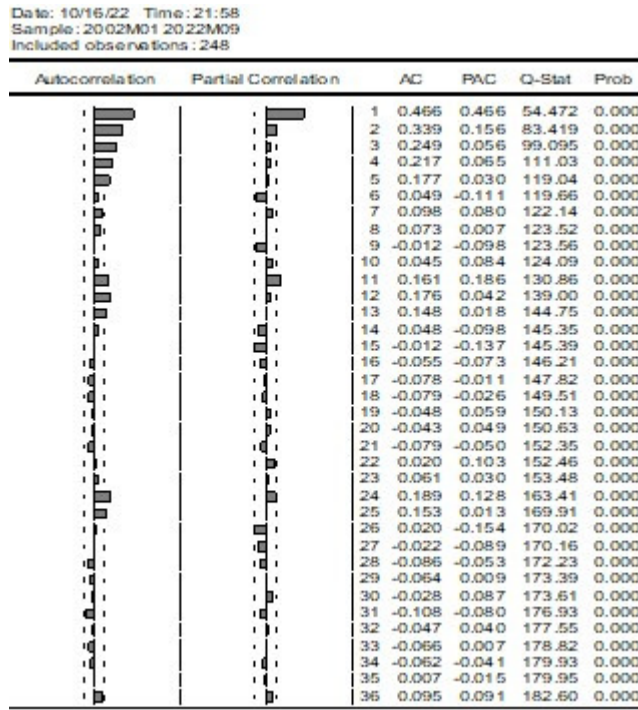 Date: 10/16/22 Time: 21:58
Sample: 2002M01 2022M09
Included observations: 248
Autocorrelation Partial Correlation AC PAC Q-Stat Prob
1 0.466 0.466 54.472 0.000
2 0.339 0.156 83.419 0.000
3 0.249 0.056 99.095 0.000
4 0.217 0.065 111.03 0.000
5 0.177 0.030 119.04 0.000
6 0.049 -0.111 119.66 0.000
7 0.098 0.080 122.14 0.000
8 0.073 0.007 123.52 0.000
9 -0.012 -0.098 123.56 0.000
10 0.045 0.084 124.09 0.000
11 0.161 0.186 130.86 0.000
12 0.176 0.042 139.00 0.000
13 0.148 0.018 144.75 0.000
14 0.048 -0.098 145.35 0.000
15 -0.012 -0.137 145.39 0.000
16 -0.055 -0.073 146.21 0.000
17 -0.078 -0.011 147.82 0.000
18 -0.079 -0.026 149.51 0.000
19 -0.048 0.059 150.13 0.000
20 -0.043 0.049 150.63 0.000
21 -0.079 -0.050 152.35 0.000
22 0.020 0.103 152.46 0.000
23 0.061 0.030 153.48 0.000
24 0.189 0.128 163.41 0.000
25 0.153 0.013 169.91 0.000
26 0.020 -0.154 170.02 0.000
27 -0.022 -0.089 170.16 0.000
28 -0.086 -0.053 172.23 0.000
29 -0.064 0.009 173.39 0.000
30 -0.028 0.087 173.61 0.000
31 -0.108 -0.080 176.93 0.000
32 -0.047 0.040 177.55 0.000
33 -0.066 0.007 178.82 0.000
34 -0.062 -0.041 179.93 0.000
35 0.007 -0.015 179.95 0.000
36 0.095 0.091 182.60 0.000